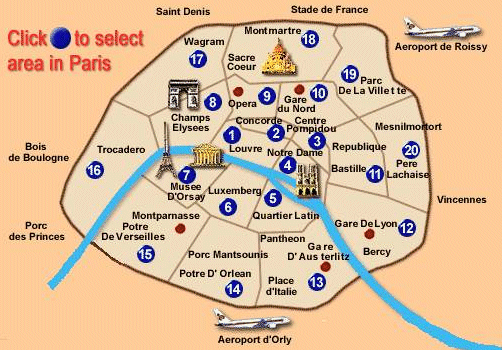 Saint Denis
Stade de France
Click to select
area in Paris
Wagram
17
Montmartre
18
Aeroport de Roissy
Sacre
Coeur
19
Parc
De La Villette
8
Champs
Elysees
Opera
9
Gare
du Nord
10
Concorde
Centre
Pompidou
Mesnilmortort
1
Louvre
2
3
Republique
20
Pere
Lachaise
Bois
de Boulogne
Trocadero
16
Notre Dame
4
Bastille
11
7
Musee
D'Orsay
Luxemberg
6
5
Quartier Latin
Vincennes
Porc
des Princes
Montparnasse
Potre
De Verseilles
15
Gare De Lyon
12
Bercy
Pantheon
Porc Mantsounis
Gare
D'Austerlitz
Potre D' Orlean
14
Place
d'Italie
13
Aeroport d'Orly